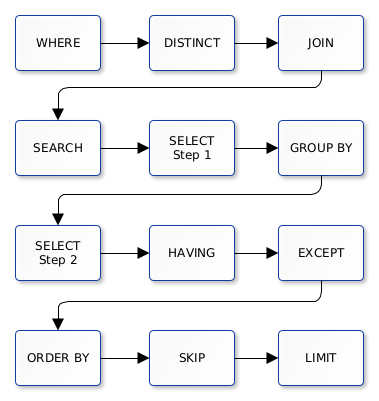 WHERE
DISTINCT
JOIN
SEARCH
SELECT
Step 1
GROUP BY
SELECT
Step 2
HAVING
EXCEPT
ORDER BY
SKIP
LIMIT